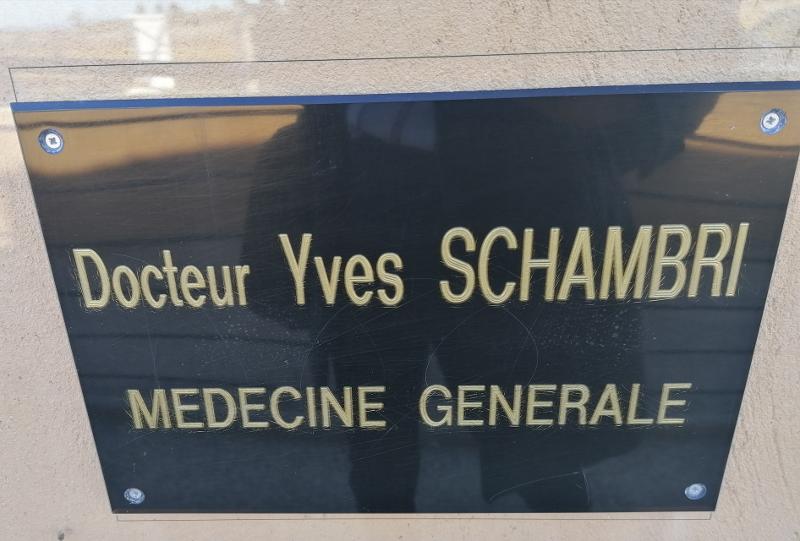 Docteur Yves SCHAMBRI
MEDECINE GENERALE